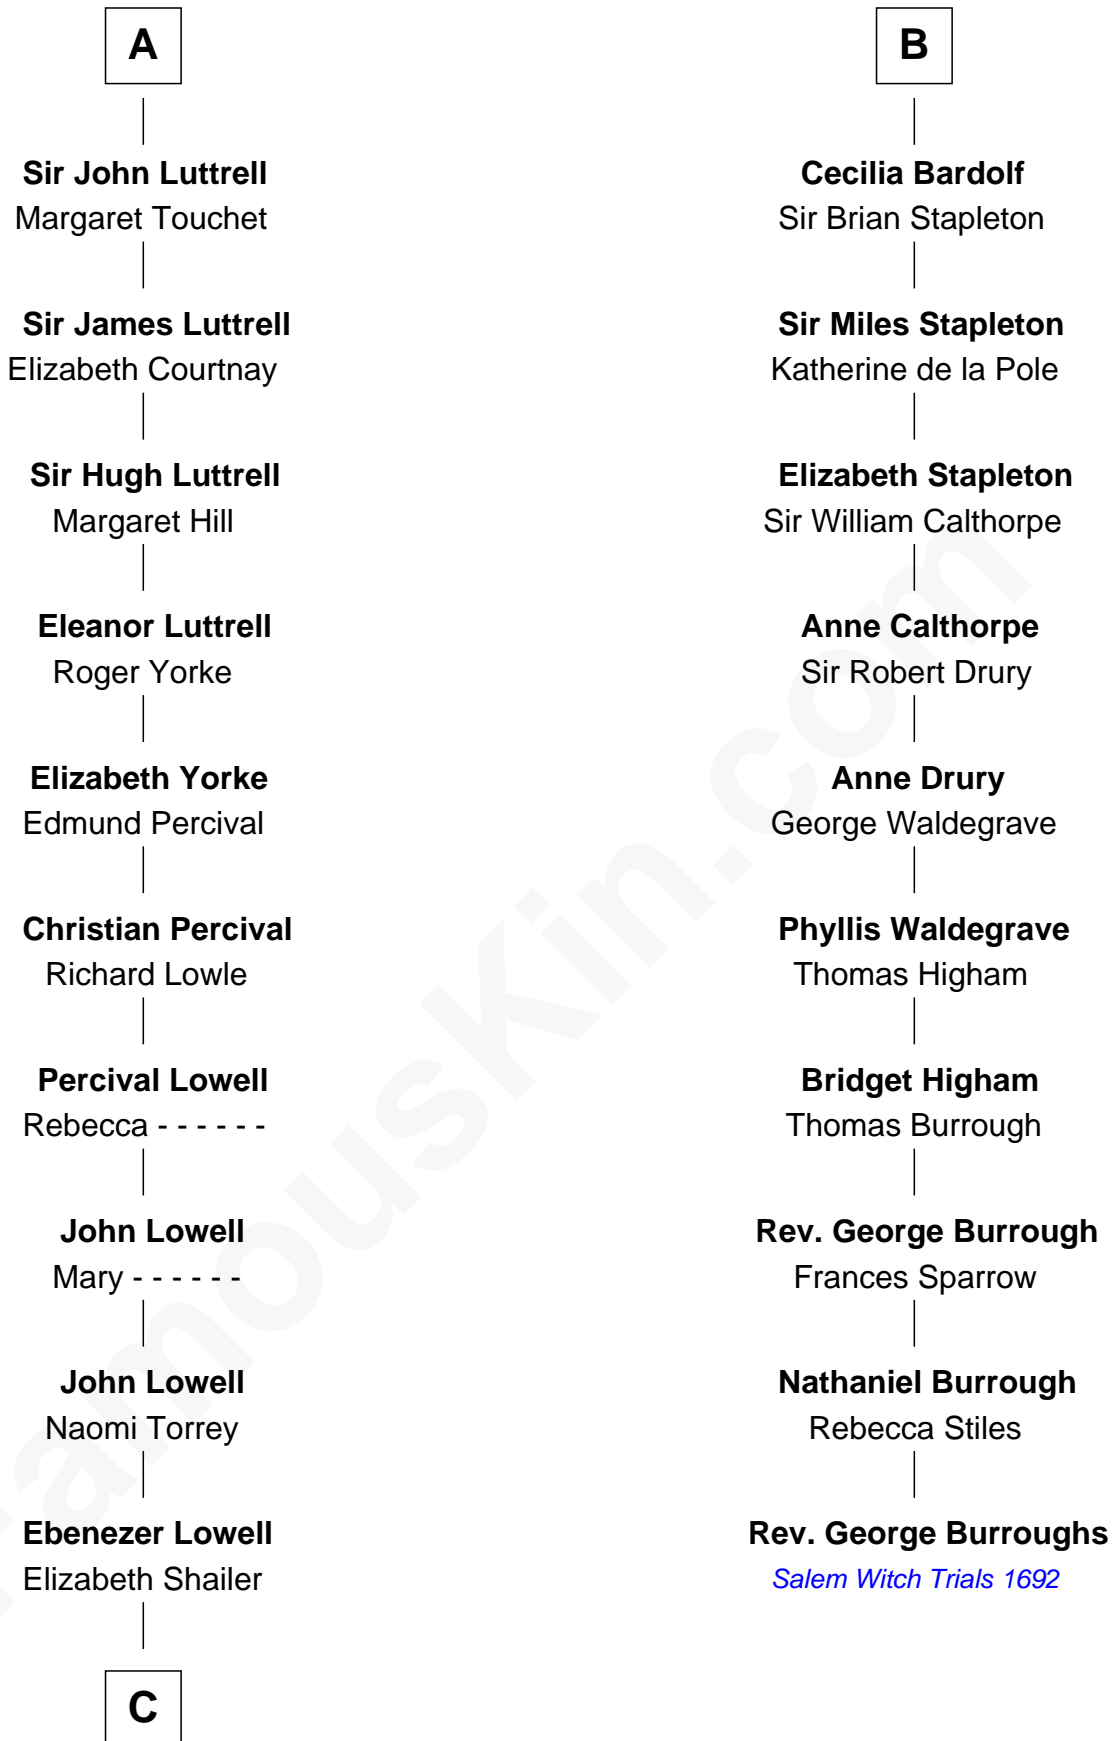 A
Sir John Luttrell
Margaret Touchet
Sir James Luttrell
Elizabeth Courtnay
Sir Hugh Luttrell
Margaret Hill
Eleanor Luttrell
Roger Yorke
Elizabeth Yorke
Edmund Percival
Christian Percival
Richard Lowle
Percival Lowell
Rebecca - - - - - -
John Lowell
Mary - - - - - -
John Lowell
Naomi Torrey
Ebenezer Lowell
Elizabeth Shailer
C
B
Cecilia Bardolf
Sir Brian Stapleton
Sir Miles Stapleton
Katherine de la Pole
Elizabeth Stapleton
Sir William Calthorpe
Anne Calthorpe
Sir Robert Drury
Anne Drury
George Waldegrave
Phyllis Waldegrave
Thomas Higham
Bridget Higham
Thomas Burrough
Rev. George Burrough
Frances Sparrow
Nathaniel Burrough
Rebecca Stiles
Rev. George Burroughs
Salem Witch Trials 1692
FamousKin.com